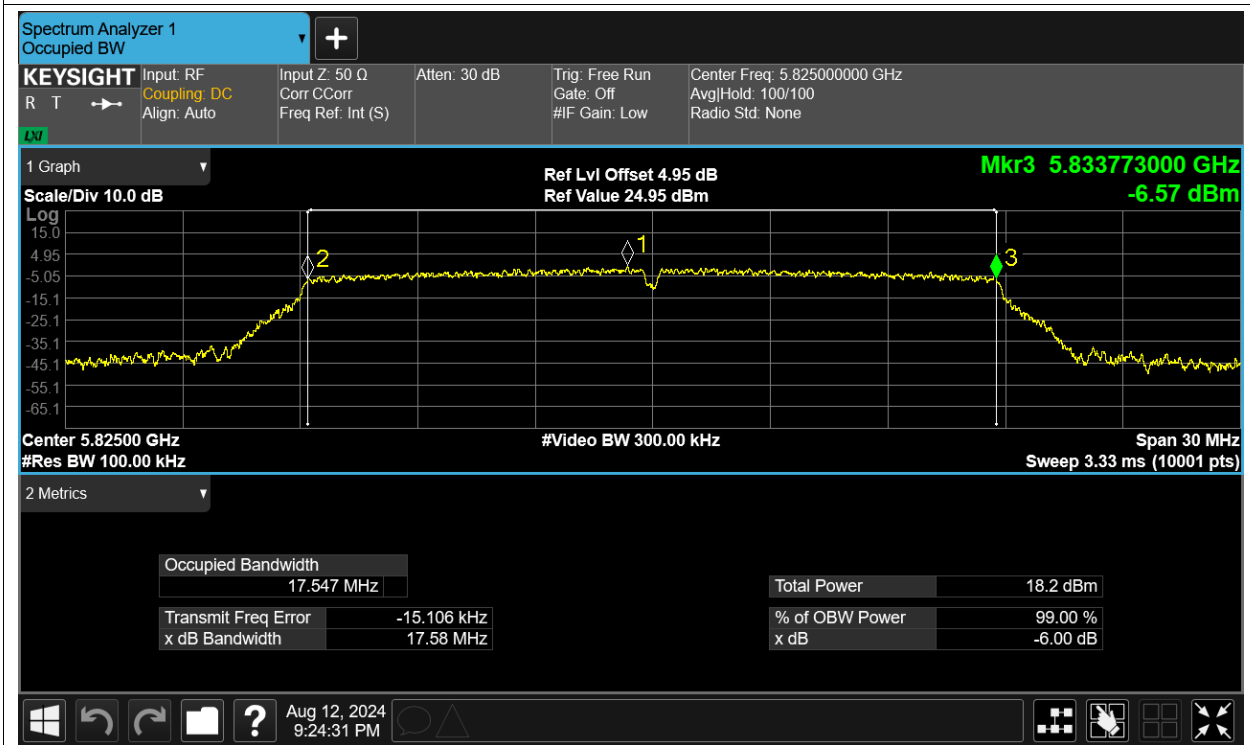 Spectrum Analyzer 1
Occupied BW
+
KEYSIGHT
R T
LXI
Input: RF
Coupling: DC
Align: Auto
Input Z: 50 Ω
Corr CCorr
Freq Ref: Int (S)
Atten: 30 dB
Trig: Free Run
Gate: Off
#IF Gain: Low
Center Freq: 5.825000000 GHz
Avg|Hold: 100/100
Radio Std: None
1 Graph
Scale/Div 10.0 dB
Ref Lvl Offset 4.95 dB
Ref Value 24.95 dBm
Mkr3 5.833773000 GHz
-6.57 dBm
Log
15.0
4.95
-5.05
-15.1
-25.1
-35.1
-45.1
-55.1
-65.1
2
1
3
Center 5.82500 GHz
#Res BW 100.00 kHz
#Video BW 300.00 kHz
Span 30 MHz
Sweep 3.33 ms (10001 pts)
2 Metrics
Occupied Bandwidth
17.547 MHz
Transmit Freq Error -15.106 kHz
x dB Bandwidth 17.58 MHz
Total Power 18.2 dBm
% of OBW Power 99.00 %
x dB -6.00 dB
?
Aug 12, 2024
9:24:31 PM